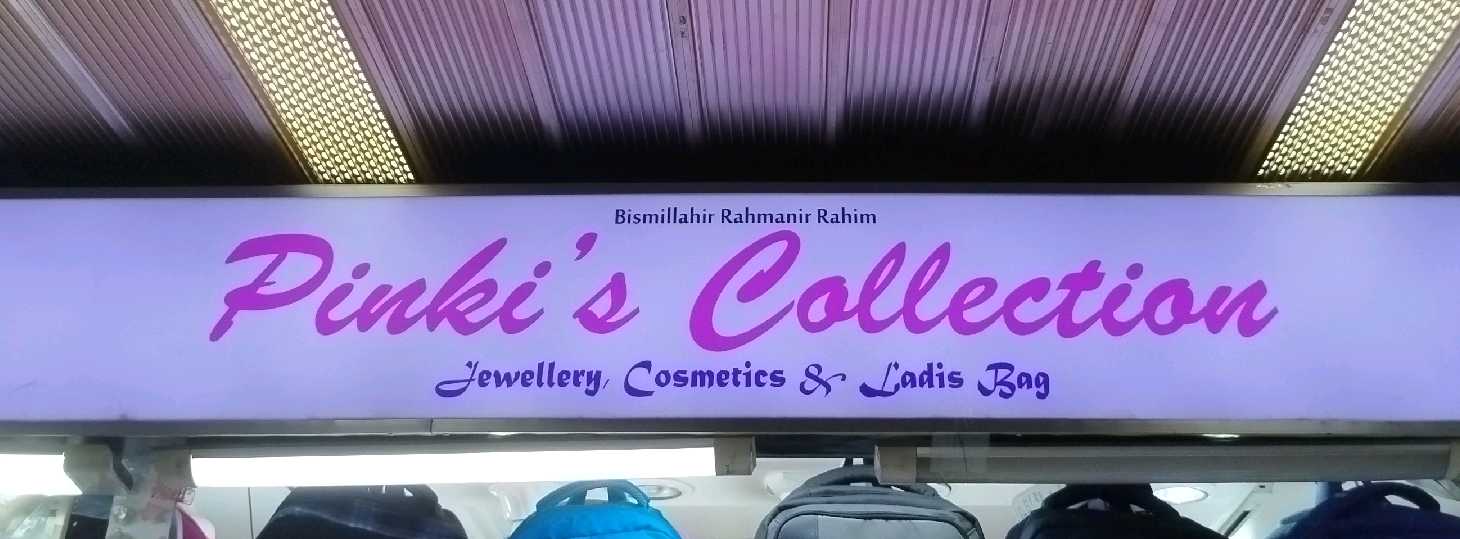 Bismillahir Rahmanir Rahim
Pinki's Collection
Jewellery, Cosmetics & Ladis Bag